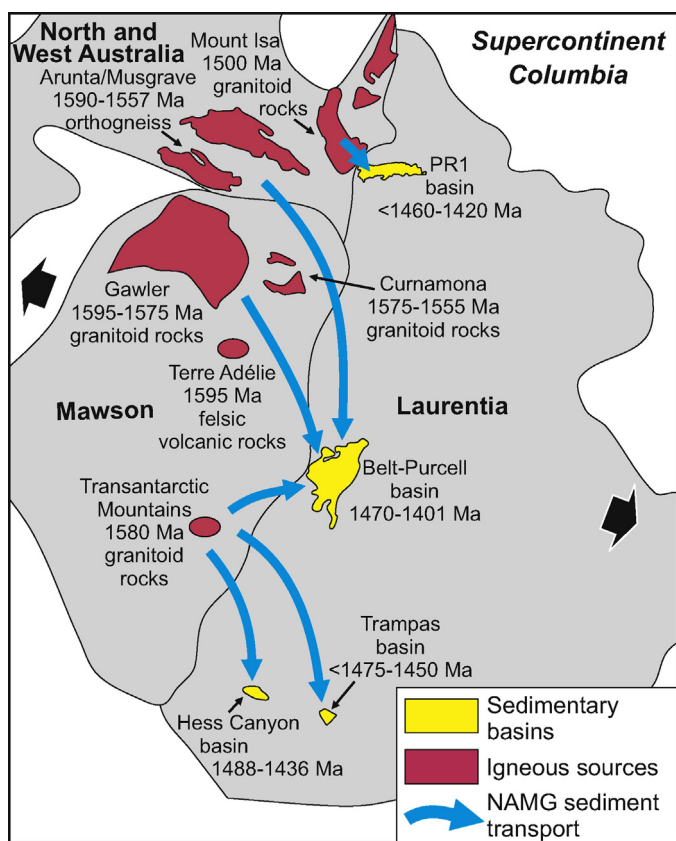 North and
West Australia
Arunta/Musgrave
1590-1557 Ma
orthogneiss
Mount Isa
1500 Ma
granitoid
rocks
Supercontinent
Columbia
PR1
basin
<1460-1420 Ma
Gawler
1595-1575 Ma
granitoid rocks
Curnamona
1575-1555 Ma
granitoid rocks
Terre Adélie
1595 Ma
felsic
volcanic rocks
Mawson
Laurentia
Belt-Purcell
basin
1470-1401 Ma
Transantarctic
Mountains
1580 Ma
granitoid
rocks
Trampas
basin
<1475-1450 Ma
Hess Canyon
basin
1488-1436 Ma
Sedimentary
basins
Igneous sources
NAMG sediment
transport